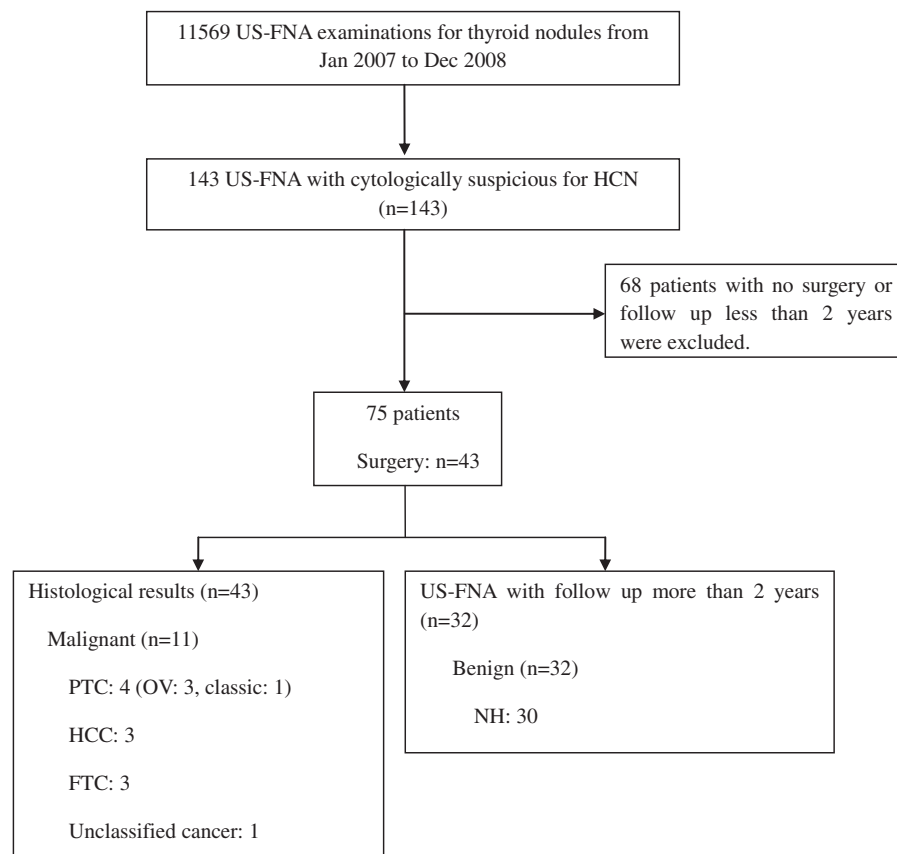 11569 US-FNA examinations for thyroid nodules from
Jan 2007 to Dec 2008
143 US-FNA with cytologically suspicious for HCN
(n=143)
68 patients with no surgery or
follow up less than 2 years
were excluded.
75 patients
Surgery: n=43
Histological results (n=43)
Malignant (n=11)
PTC: 4 (OV: 3, classic: 1)
HCC: 3
FTC: 3
Unclassified cancer: 1
US-FNA with follow up more than 2 years
(n=32)
Benign (n=32)
NH: 30